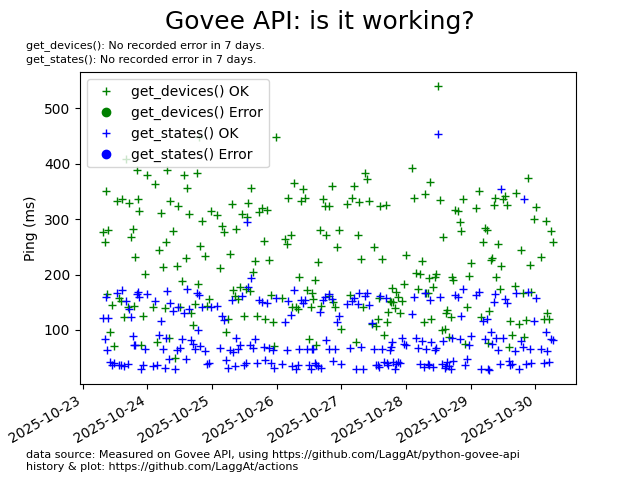 Govee API: is it working?
get_devices(): No recorded error in 7 days.
get_states(): No recorded error in 7 days.
get_devices() OK
get_devices() Error
get_states() OK
get_states() Error
Ping (ms)
500
400
300
200
100
2025-10-23
2025-10-24
2025-10-25
2025-10-26
2025-10-27
2025-10-28
2025-10-29
2025-10-30
data source: Measured on Govee API, using https://github.com/LaggAt/python-govee-api
history & plot: https://github.com/LaggAt/actions